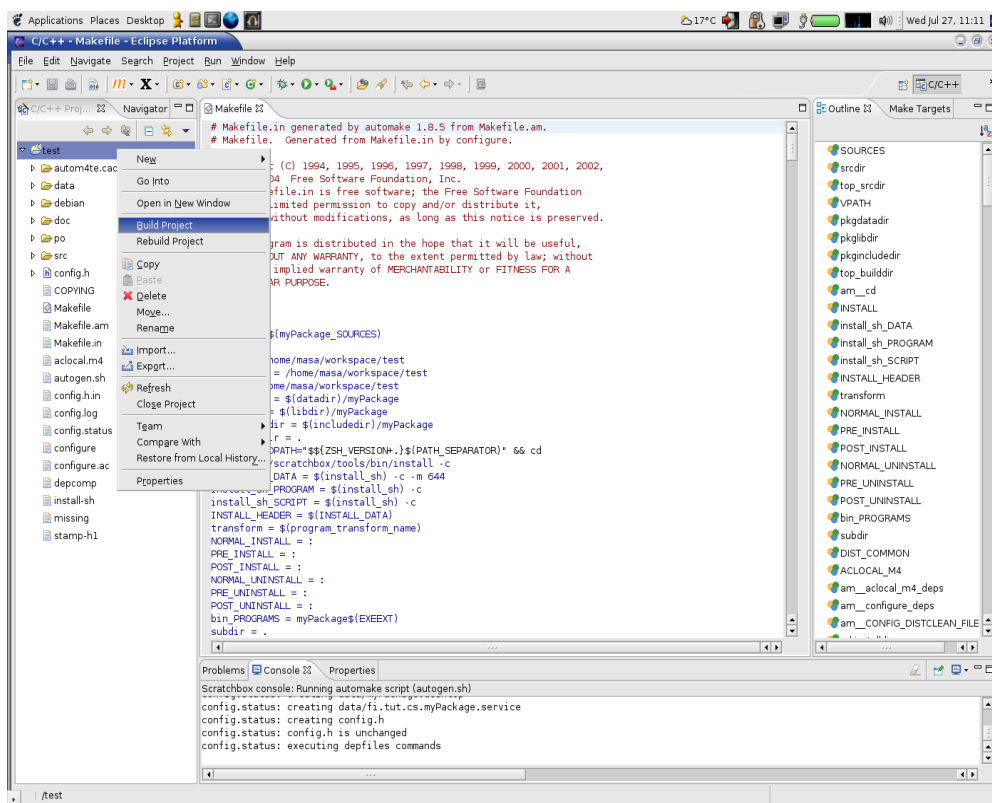 Applications Places Desktop 17°C Wed Jul 27, 11:11
C/C++ - Makefile - Eclipse Platform
File Edit Navigate Search Project Run Window Help
C/C++
C/C++ Proj... Navigator
Makefile
Outline Make Targets
test
autom4te.cac
data
debian
doc
po
src
config.h
COPYING
Makefile
Makefile.am
Makefile.in
aclocal.m4
autogen.sh
config.h.in
config.log
config.status
configure
configure.ac
depcomp
install-sh
missing
stamp-h1
New
Go Into
Open in New Window
Build Project
Rebuild Project
Copy
Paste
Delete
Move...
Rename
Import...
Export...
Refresh
Close Project
Team
Compare With
Restore from Local History...
Properties
# Makefile.in generated by automake 1.8.5 from Makefile.am.
# Makefile. Generated from Makefile.in by configure.
(C) 1994, 1995, 1996, 1997, 1998, 1999, 2000, 2001, 2002,
Free Software Foundation, Inc.
is free software; the Free Software Foundation
permission to copy and/or distribute it,
without modifications, as long as this notice is preserved.
is distributed in the hope that it will be useful,
ANY WARRANTY, to the extent permitted by law; without
implied warranty of MERCHANTABILITY or FITNESS FOR A
PURPOSE.
$(myPackage_SOURCES)
/masa/workspace/test
= /home/masa/workspace/test
/masa/workspace/test
= $(datadir)/myPackage
= $(libdir)/myPackage
= $(includedir)/myPackage
= .
"$${ZSH_VERSION+.}$(PATH_SEPARATOR)" && cd
/scratchbox/tools/bin/install -c
= $(install_sh) -c -m 644
install_sh_PROGRAM = $(install_sh) -c
install_sh_SCRIPT = $(install_sh) -c
INSTALL_HEADER = $(INSTALL_DATA)
transform = $(program_transform_name)
NORMAL_INSTALL = :
PRE_INSTALL = :
POST_INSTALL = :
NORMAL_UNINSTALL = :
PRE_UNINSTALL = :
POST_UNINSTALL = :
bin_PROGRAMS = myPackage$(EXEEXT)
subdir = .
SOURCES
srcdir
top_srcdir
VPATH
pkgdatadir
pkglibdir
pkgincludedir
top_builddir
am__cd
INSTALL
install_sh_DATA
install_sh_PROGRAM
install_sh_SCRIPT
INSTALL_HEADER
transform
NORMAL_INSTALL
PRE_INSTALL
POST_INSTALL
NORMAL_UNINSTALL
PRE_UNINSTALL
POST_UNINSTALL
bin_PROGRAMS
subdir
DIST_COMMON
ACLOCAL_M4
am__aclocal_m4_deps
am__configure_deps
am__CONFIG_DISTCLEAN_FILE
Problems Console Properties
Scratchbox console: Running automake script (autogen.sh)
config.status: creating data/fi.tut.cs.myPackage.service
config.status: creating config.h
config.status: config.h is unchanged
config.status: executing depfiles commands
/test